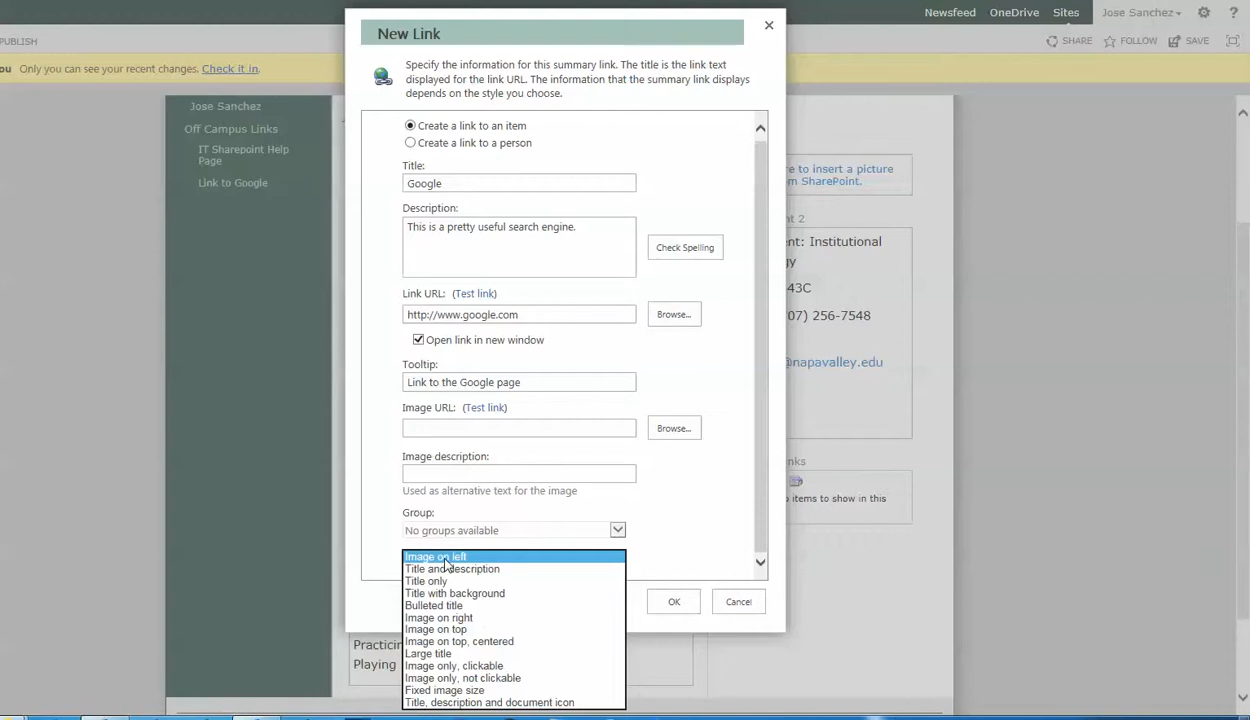 Newsfeed OneDrive Sites Jose Sanchez ?
PUBLISH
SHARE FOLLOW SAVE
Only you can see your recent changes. Check it in.
New Link
Specify the information for this summary link. The title is the link text
displayed for the link URL. The information that the summary link displays
depends on the style you choose.
Jose Sanchez
Off Campus Links
IT Sharepoint Help
Page
Link to Google
Create a link to an item
Create a link to a person
Title:
Google
Description:
This is a pretty useful search engine.
Check Spelling
Link URL: (Test link)
http://www.google.com
Browse...
Open link in new window
Tooltip:
Link to the Google page
Image URL: (Test link)
Browse...
Image description:
Used as alternative text for the image
Group:
No groups available
Image on left
Title and description
Title only
Title with background
Bulleted title
Image on right
Image on top
Image on top, centered
Large title
Image only, clickable
Image only, not clickable
Fixed image size
Title, description and document icon
OK Cancel
to insert a picture
SharePoint.
2
Institutional
43C
07) 256-7548
@napavalley.edu
items to show in this
Playing